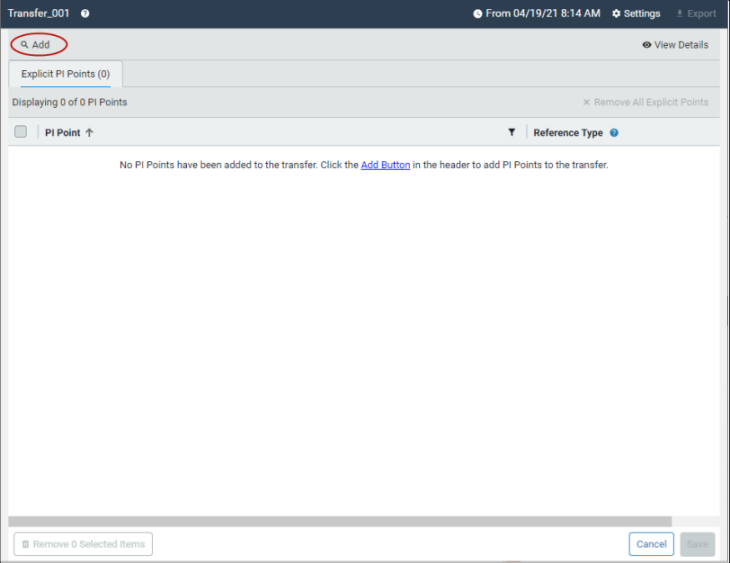 Transfer_001 From 04/19/21 8:14 AM Settings Export
Add View Details
Explicit PI Points (0)
Displaying 0 of 0 PI Points Remove All Explicit Points
PI Point Reference Type
No PI Points have been added to the transfer. Click the Add Button in the header to add PI Points to the transfer.
Remove 0 Selected Items Cancel Save